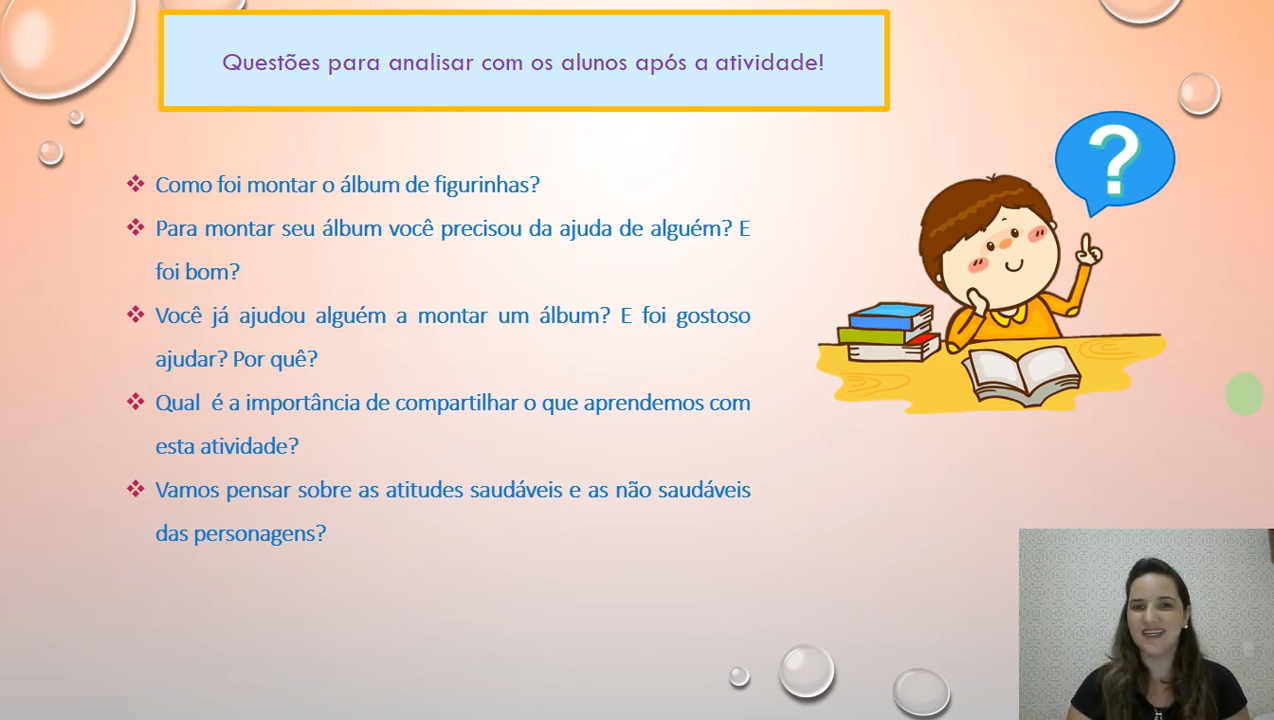 Questões para analisar com os alunos após a atividade!
Como foi montar o álbum de figurinhas?
Para montar seu álbum você precisou da ajuda de alguém? E
foi bom?
Você já ajudou alguém a montar um álbum? E foi gostoso
ajudar? Por quê?
Qual é a importância de compartilhar o que aprendemos com
esta atividade?
Vamos pensar sobre as atitudes saudáveis e as não saudáveis
das personagens?
?